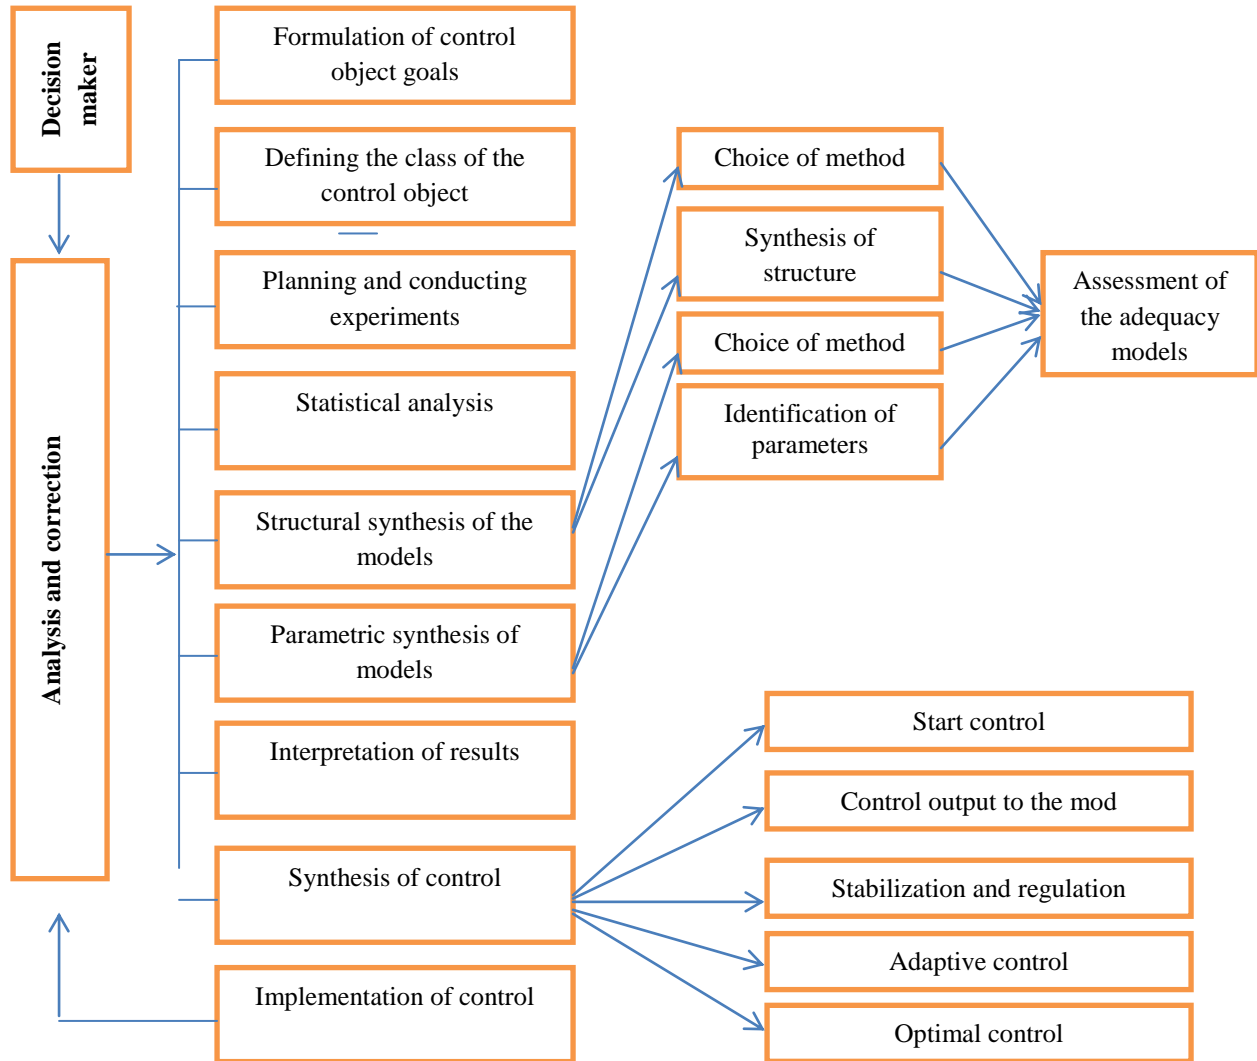 Decision
maker
Analysis and correction
Formulation of control
object goals
Defining the class of the
control object
Planning and conducting
experiments
Statistical analysis
Structural synthesis of the
models
Parametric synthesis of
models
Interpretation of results
Synthesis of control
Implementation of control
Choice of method
Synthesis of
structure
Choice of method
Identification of
parameters
Assessment of
the adequacy
models
Start control
Control output to the mod
Stabilization and regulation
Adaptive control
Optimal control